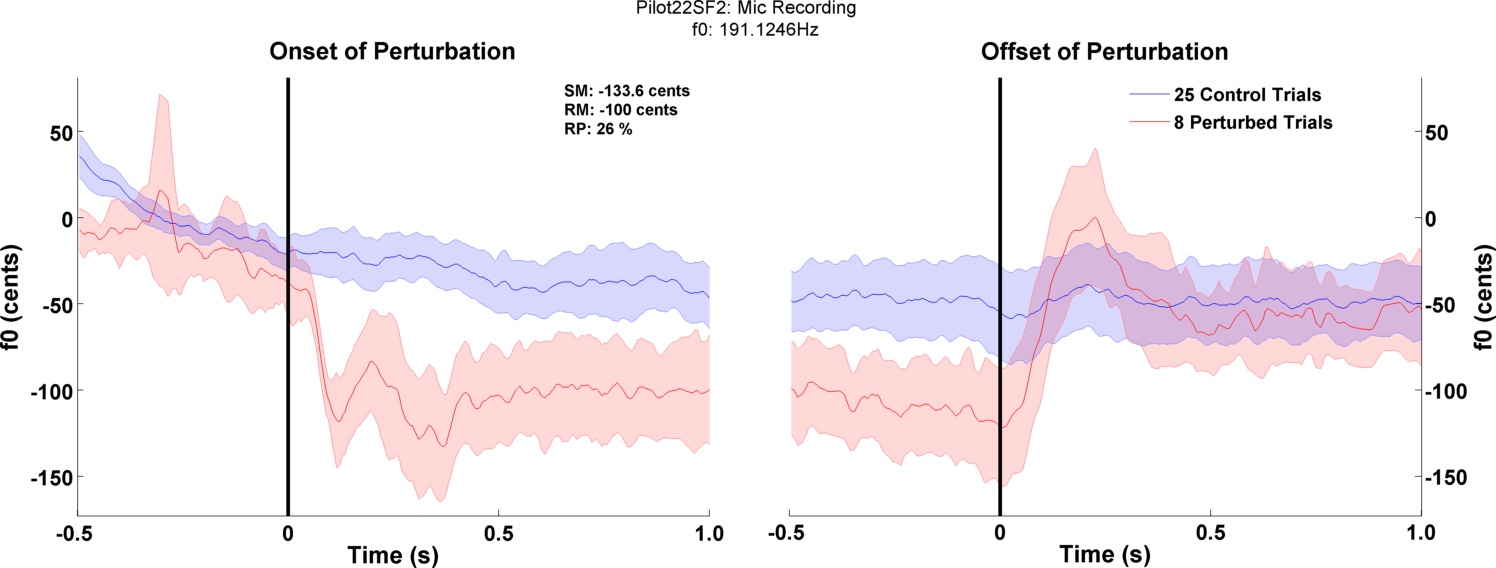 Pilot22SF2: Mic Recording
f0: 191.1246Hz
Onset of Perturbation
SM: -133.6 cents
RM: -100 cents
RP: 26 %
f0 (cents)
50
0
-50
-100
-150
-0.5
0
0.5
1.0
Time (s)
Offset of Perturbation
25 Control Trials
8 Perturbed Trials
50
0
-50
-100
-150
f0 (cents)
-0.5
0
0.5
1.0
Time (s)